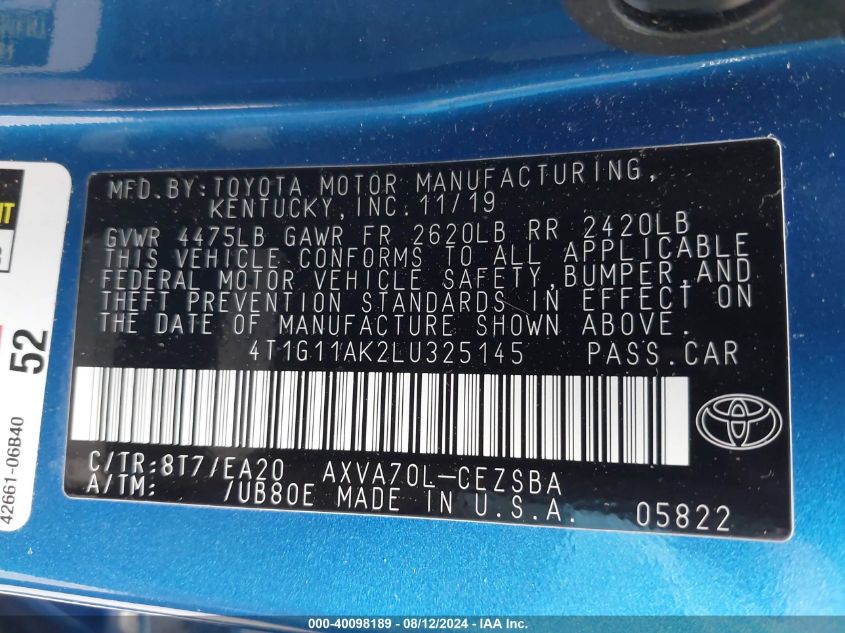 MFD. BY: TOYOTA MOTOR MANUFACTURING,
KENTUCKY, INC. 11/19
GVWR 4475LB GAWR FR 2620LB RR 2420LB
THIS VEHICLE CONFORMS TO ALL APPLICABLE
FEDERAL MOTOR VEHICLE SAFETY, BUMPER, AND
THEFT PREVENTION STANDARDS IN EFFECT ON
THE DATE OF MANUFACTURE SHOWN ABOVE.
4T1G11AK2LU325145 PASS. CAR
C/TR: 8T7/EA20 AXVA70L-CEZSBA
A/TM: /UB80E MADE IN U.S.A. 05822
52
42661-06B40
000-40098189 - 08/12/2024 - IAA Inc.